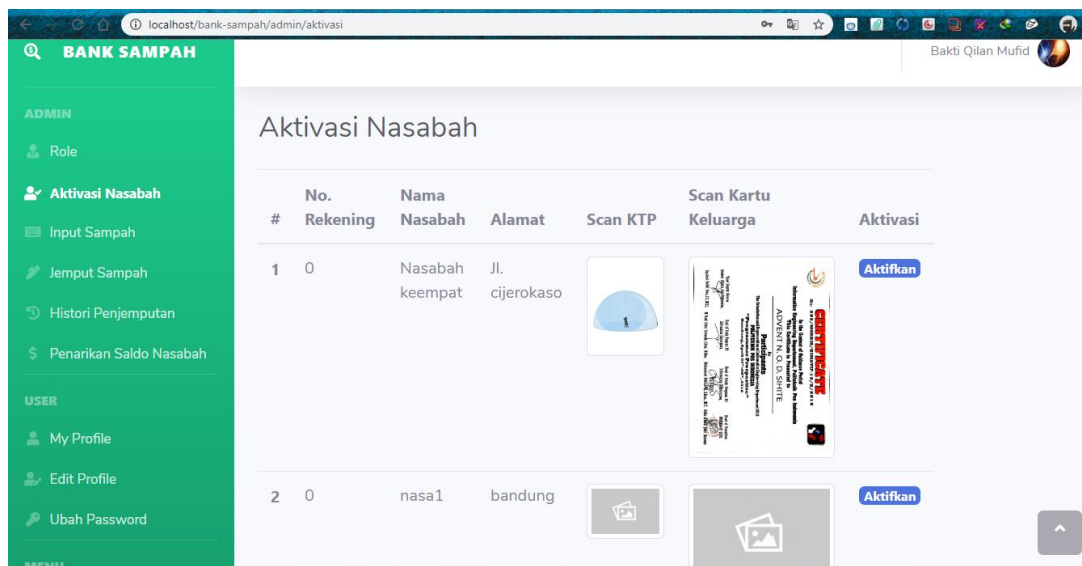 localhost/bank-sampah/admin/aktivasi
BANK SAMPAH
Bakti Qilan Mufid
ADMIN
Role
Aktivasi Nasabah
Input Sampah
Jemput Sampah
Histori Penjemputan
$ Penarikan Saldo Nasabah
USER
My Profile
Edit Profile
Ubah Password
MENU
Aktivasi Nasabah
# No. Rekening Nama Nasabah Alamat Scan KTP Scan Kartu Keluarga Aktivasi
1 0 Nasabah keempat Jl. cijerokaso Aktifkan
CERTIFICATE
ADVENT N. O. D. SIHITE
Participants
2 0 nasa1 bandung Aktifkan